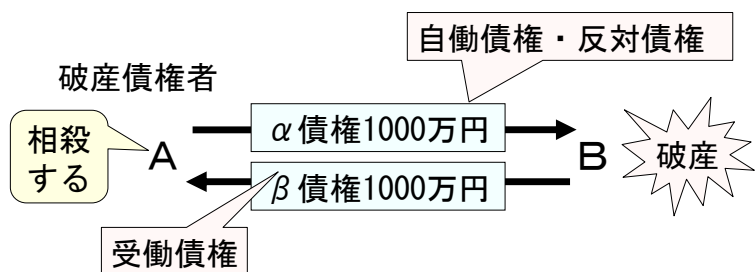 自働債権・反対債権
破産債権者
相殺
する
A
α債権1000万円
B
破産
β債権1000万円
受働債権